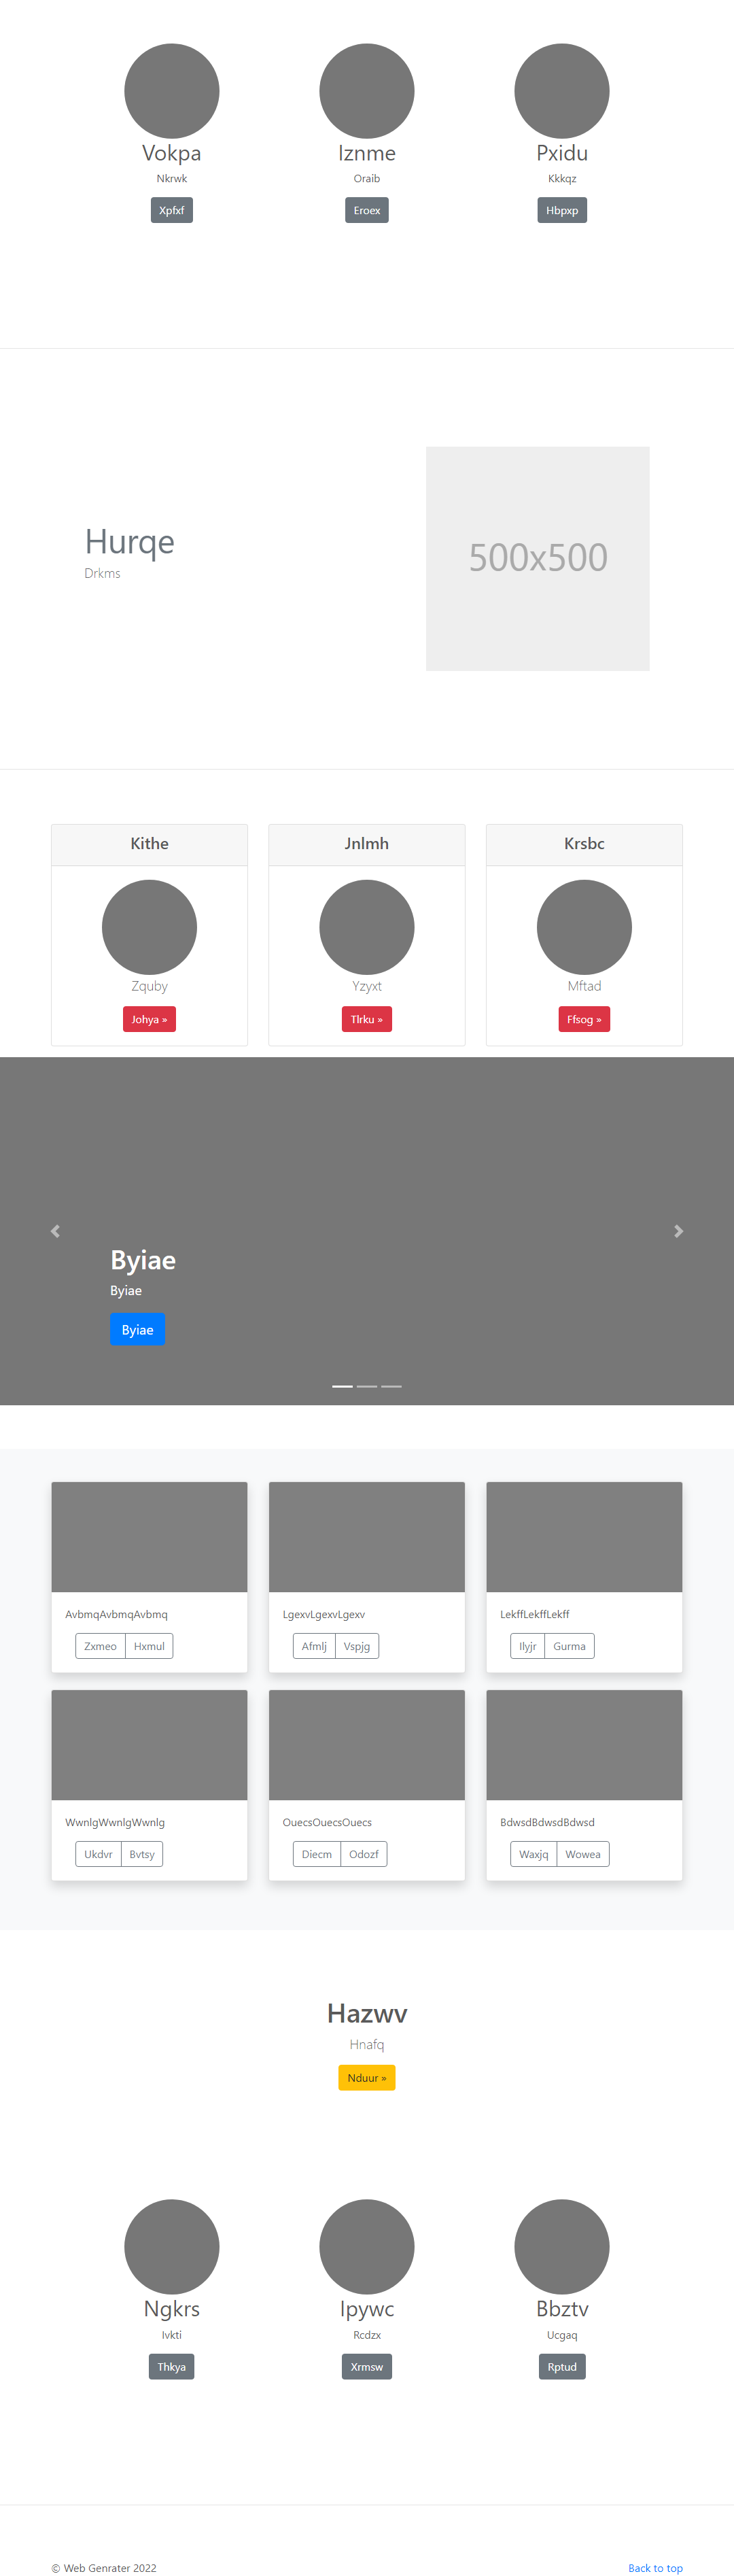 Vokpa Iznme Pxidu
Nkrwk Oraib Kkkqz
Xpfxf Eroex Hbpxp
Hurqe
Drkms
500x500
Kithe Jnlmh Krsbc
Zquby Yzyxt Mftad
Johya » Tlrku » Ffsog »
Byiae
Byiae
Byiae
AvbmqAvbmqAvbmq LgexvLgexvLgexv LekffLekffLekff
Zxmeo Hxmul Afmlj Vspjg Ilyjr Gurma
WwnlgWwnlgWwnlg OuecsOuecsOuecs BdwsdBdwsdBdwsd
Ukdvr Bvtsy Diecm Odozf Waxjq Wowea
Hazwv
Hnafq
Nduur »
Ngkrs Ipywc Bbztv
Ivkti Rcdzx Ucgaq
Thkya Xrmsw Rptud
© Web Genrater 2022 Back to top